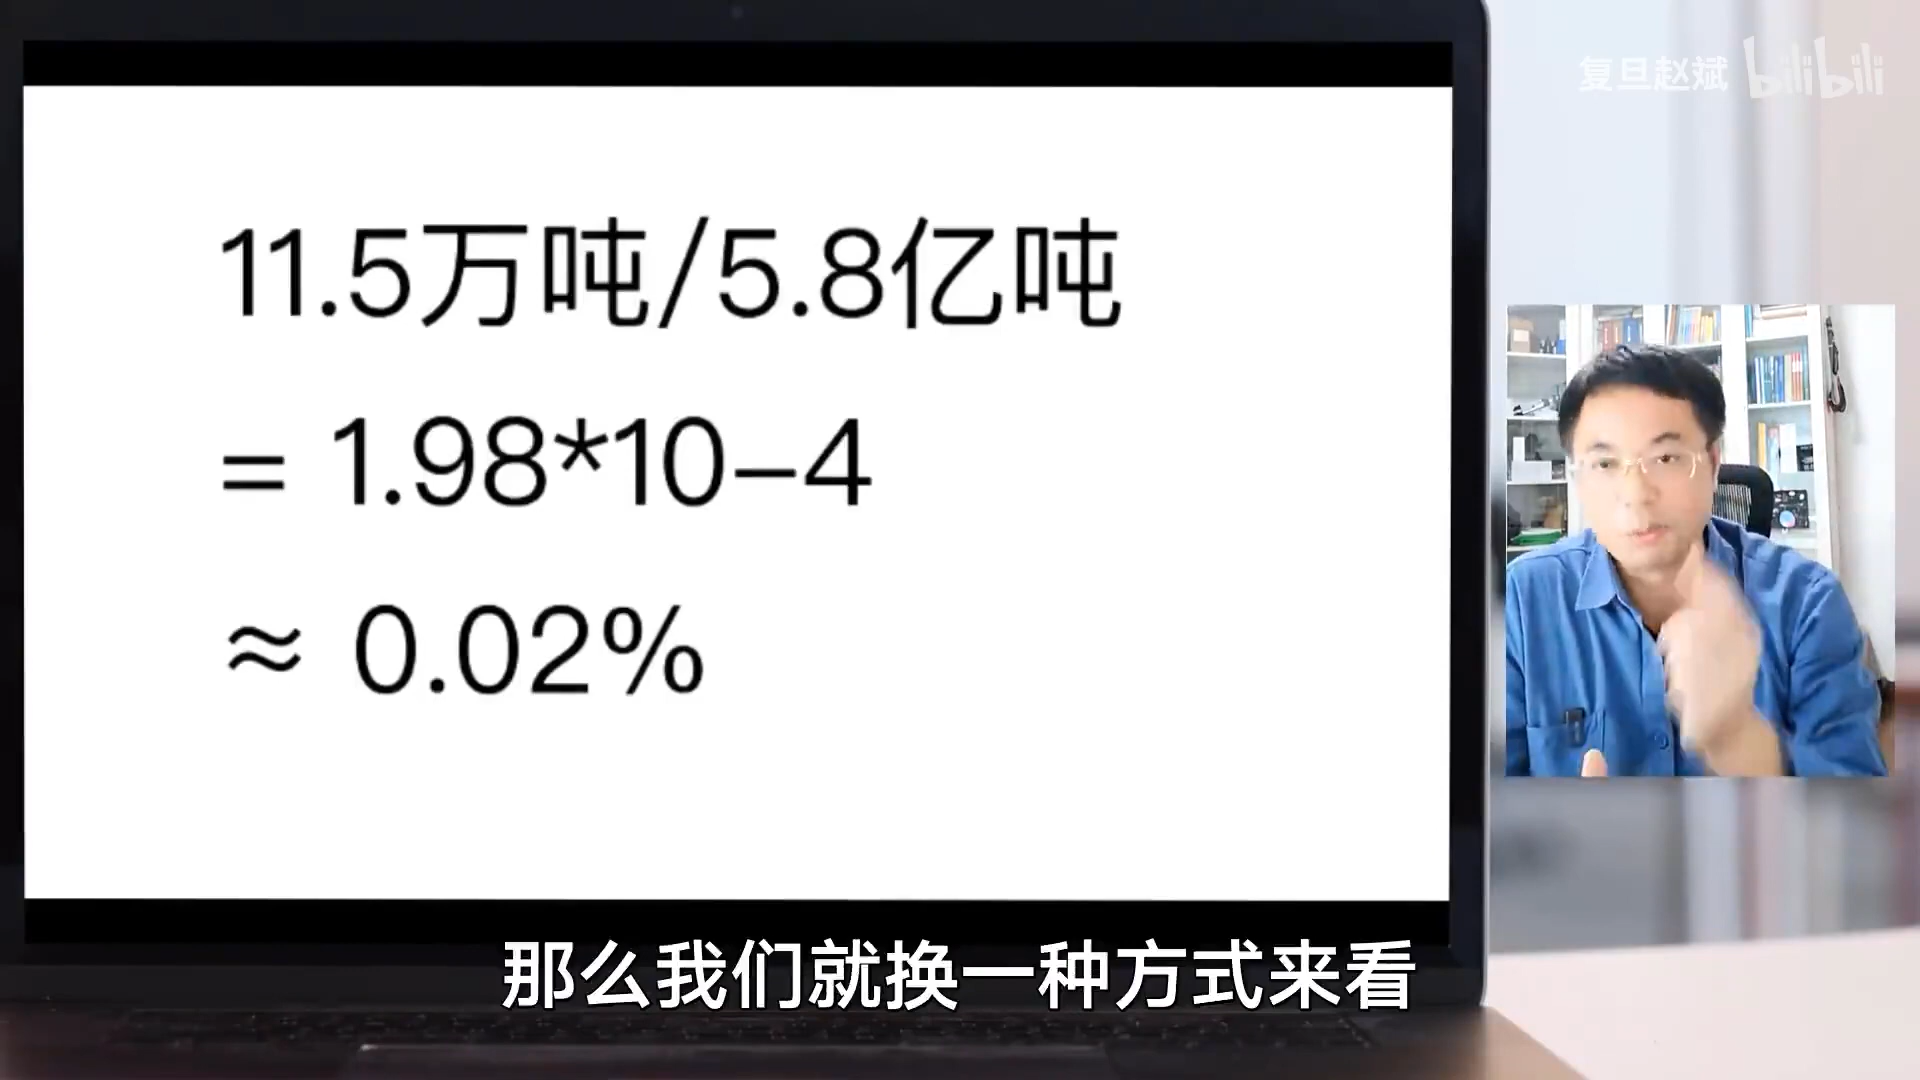 复旦赵斌 bilibili
11.5万吨/5.8亿吨
= 1.98*10-4
≈ 0.02%
那么我们就换一种方式来看